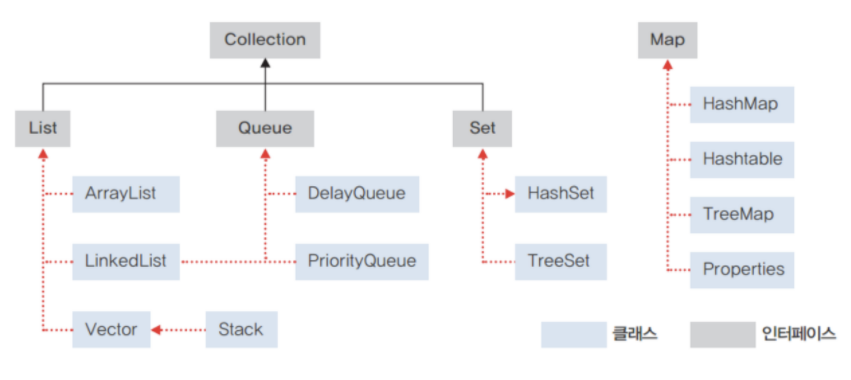 Collection
Map
List
Queue
Set
HashMap
Hashtable
TreeMap
Properties
ArrayList
DelayQueue
HashSet
LinkedList
PriorityQueue
TreeSet
Vector
Stack
클래스
인터페이스